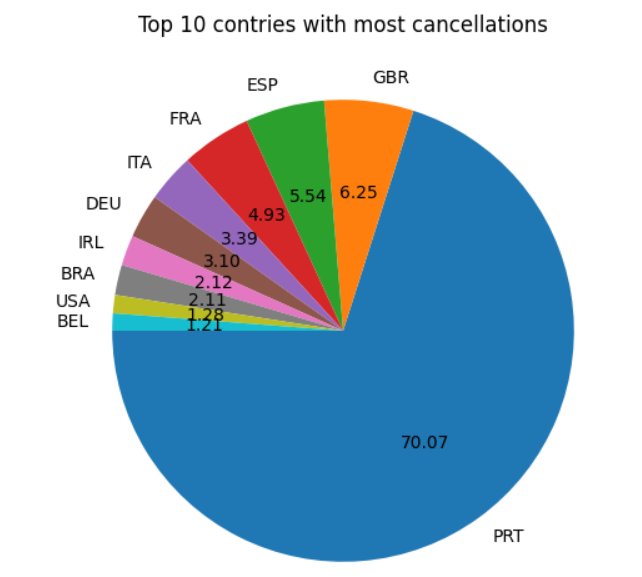 Top 10 contries with most cancellations
GBR
ESP
FRA
ITA
DEU
IRL
BRA
USA
BEL
6.25
5.54
4.93
3.39
3.10
2.12
2.11
1.28
1.21
70.07
PRT